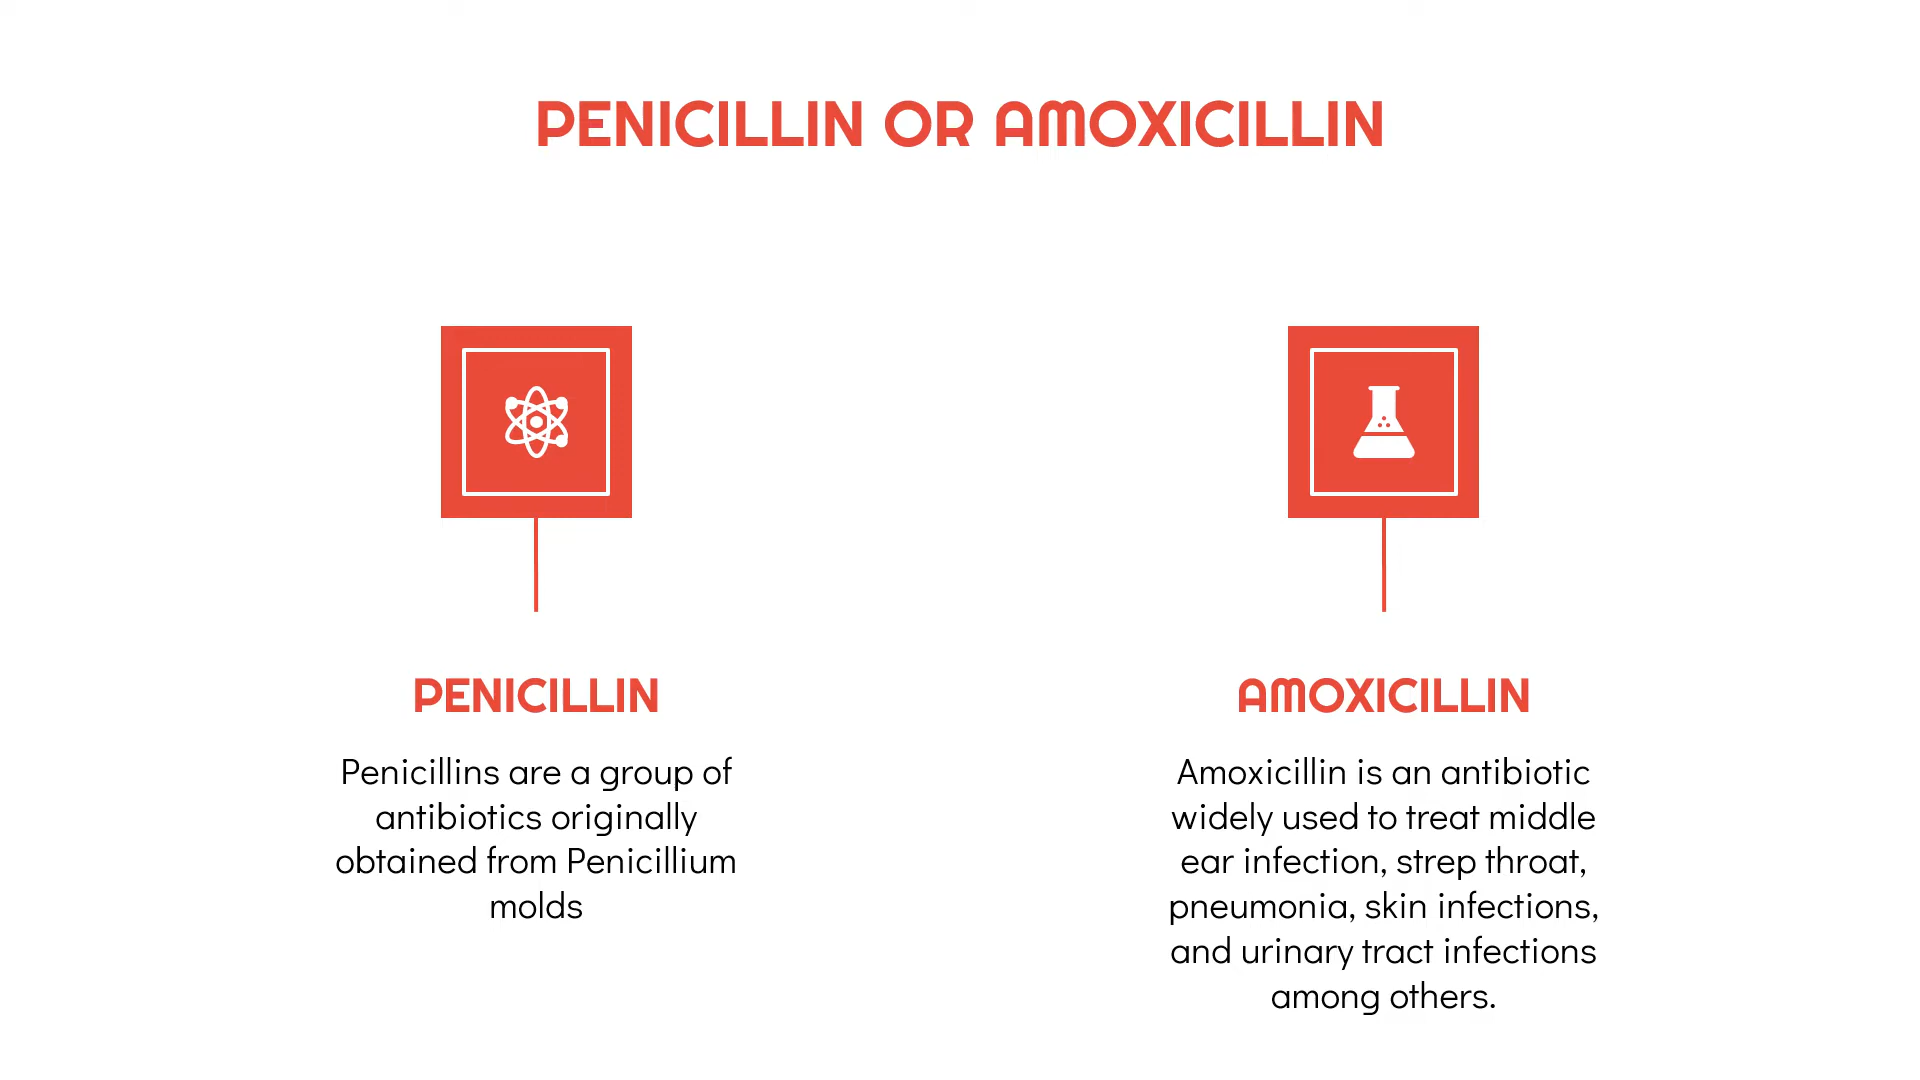 PENICILLIN OR AMOXICILLIN
PENICILLIN
Penicillins are a group of
antibiotics originally
obtained from Penicillium
molds
AMOXICILLIN
Amoxicillin is an antibiotic
widely used to treat middle
ear infection, strep throat,
pneumonia, skin infections,
and urinary tract infections
among others.